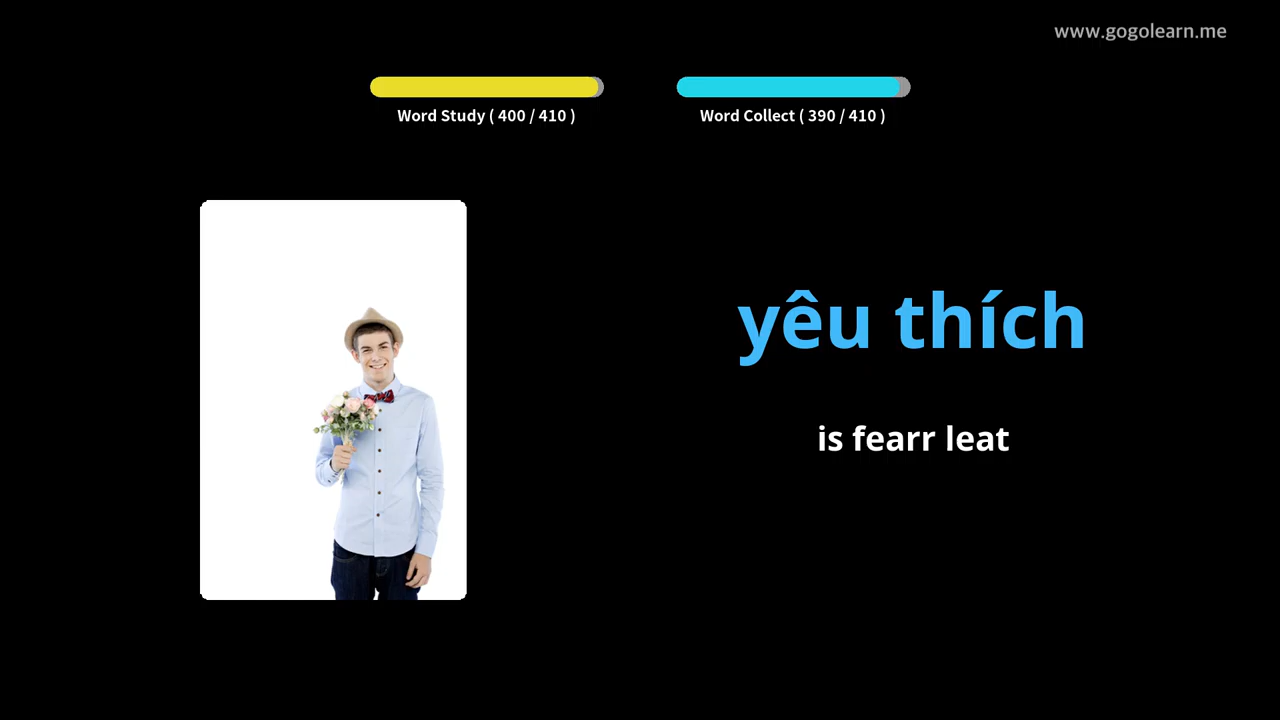 www.gogolearn.me
Word Study ( 400 / 410 )
Word Collect ( 390 / 410 )
yêu thích
is fearr leat